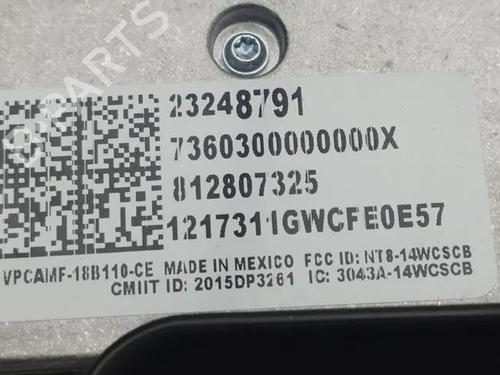 23248791
7360300000000X
812807325
1217311GWCFE0E57
VPCAMF-18B110-CE MADE IN MEXICO FCC ID: NT8-14WCSCB
CMIIT ID: 2015DP3261 IC: 3043A-14WCSCB